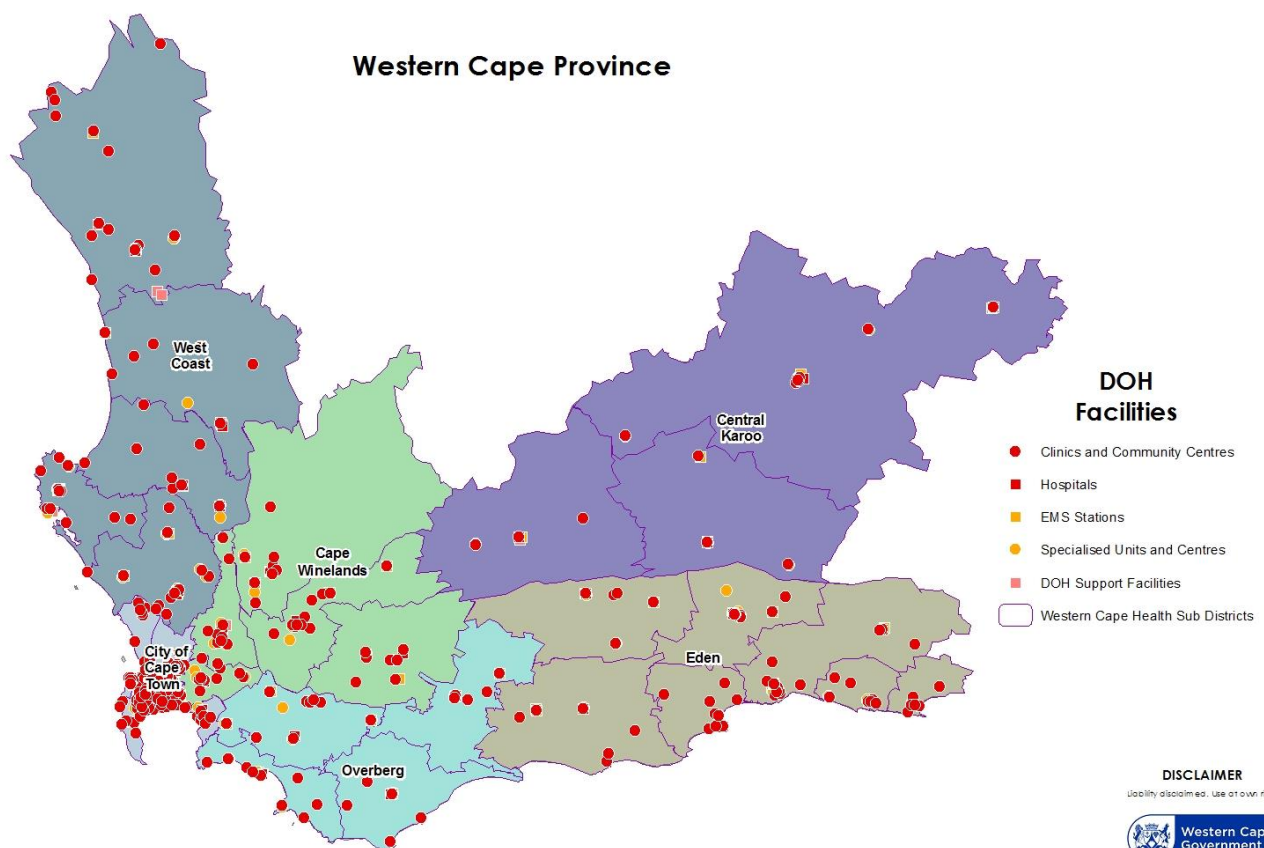 Western Cape Province
West
Coast
Central
Karoo
Cape
Winelands
City of
Cape
Town
Eden
Overberg
DOH
Facilities
Clinics and Community Centres
Hospitals
EMS Stations
Specialised Units and Centres
DOH Support Facilities
Western Cape Health Sub Districts
DISCLAIMER
Liability disclaimed. Use at own
Western Cap
Government